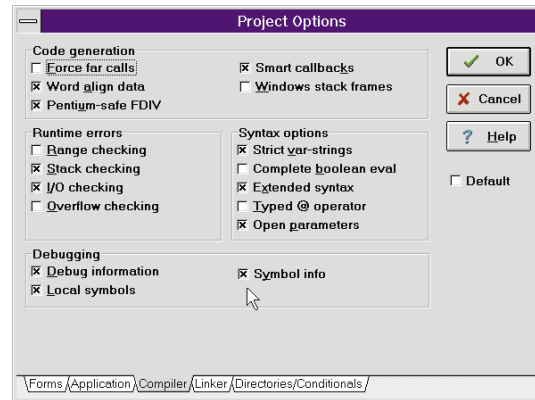 Project Options
Code generation
Force far calls
Word align data
Pentium-safe FDIV
Smart callbacks
Windows stack frames
Runtime errors
Range checking
Stack checking
I/O checking
Overflow checking
Syntax options
Strict var-strings
Complete boolean eval
Extended syntax
Typed @ operator
Open parameters
Debugging
Debug information
Local symbols
Symbol info
OK
Cancel
? Help
Default
Forms Application Compiler Linker Directories/Conditionals